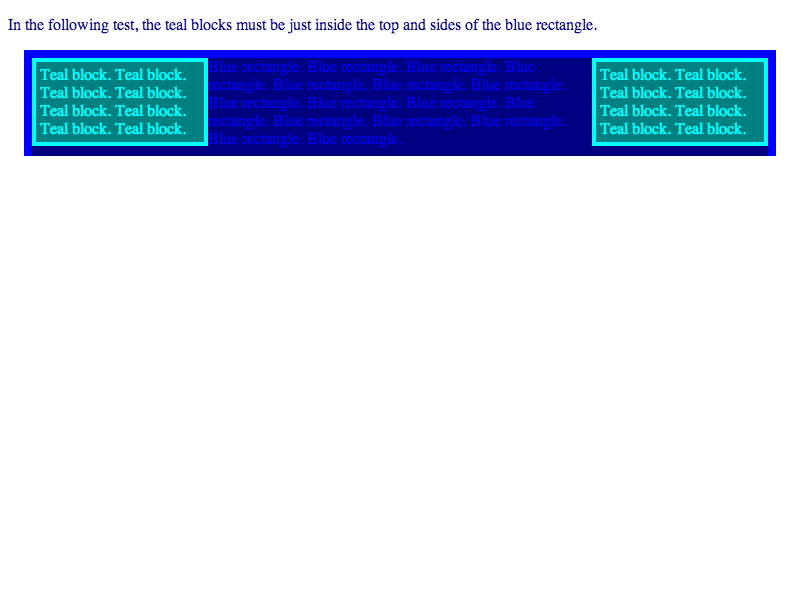 In the following test, the teal blocks must be just inside the top and sides of the blue rectangle.
Teal block. Teal block.
Teal block. Teal block.
Teal block. Teal block.
Teal block. Teal block.
Blue rectangle. Blue rectangle. Blue rectangle. Blue
rectangle. Blue rectangle. Blue rectangle. Blue rectangle.
Blue rectangle. Blue rectangle. Blue rectangle. Blue
rectangle. Blue rectangle. Blue rectangle. Blue rectangle.
Blue rectangle. Blue rectangle.
Teal block. Teal block.
Teal block. Teal block.
Teal block. Teal block.
Teal block. Teal block.